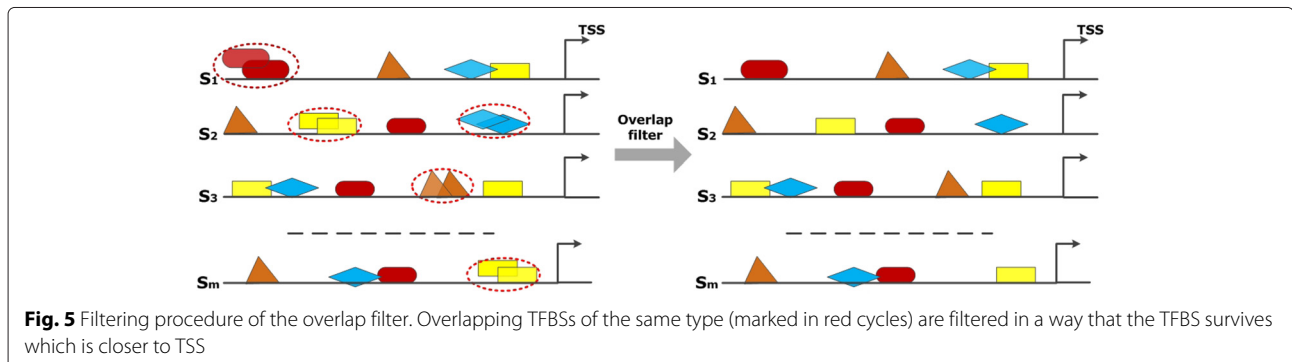 TSS
TSS
S1
S1
S2
Overlap
filter
S2
S3
S3
Sm
Sm
Fig. 5 Filtering procedure of the overlap filter. Overlapping TFBSs of the same type (marked in red cycles) are filtered in a way that the TFBS survives
which is closer to TSS